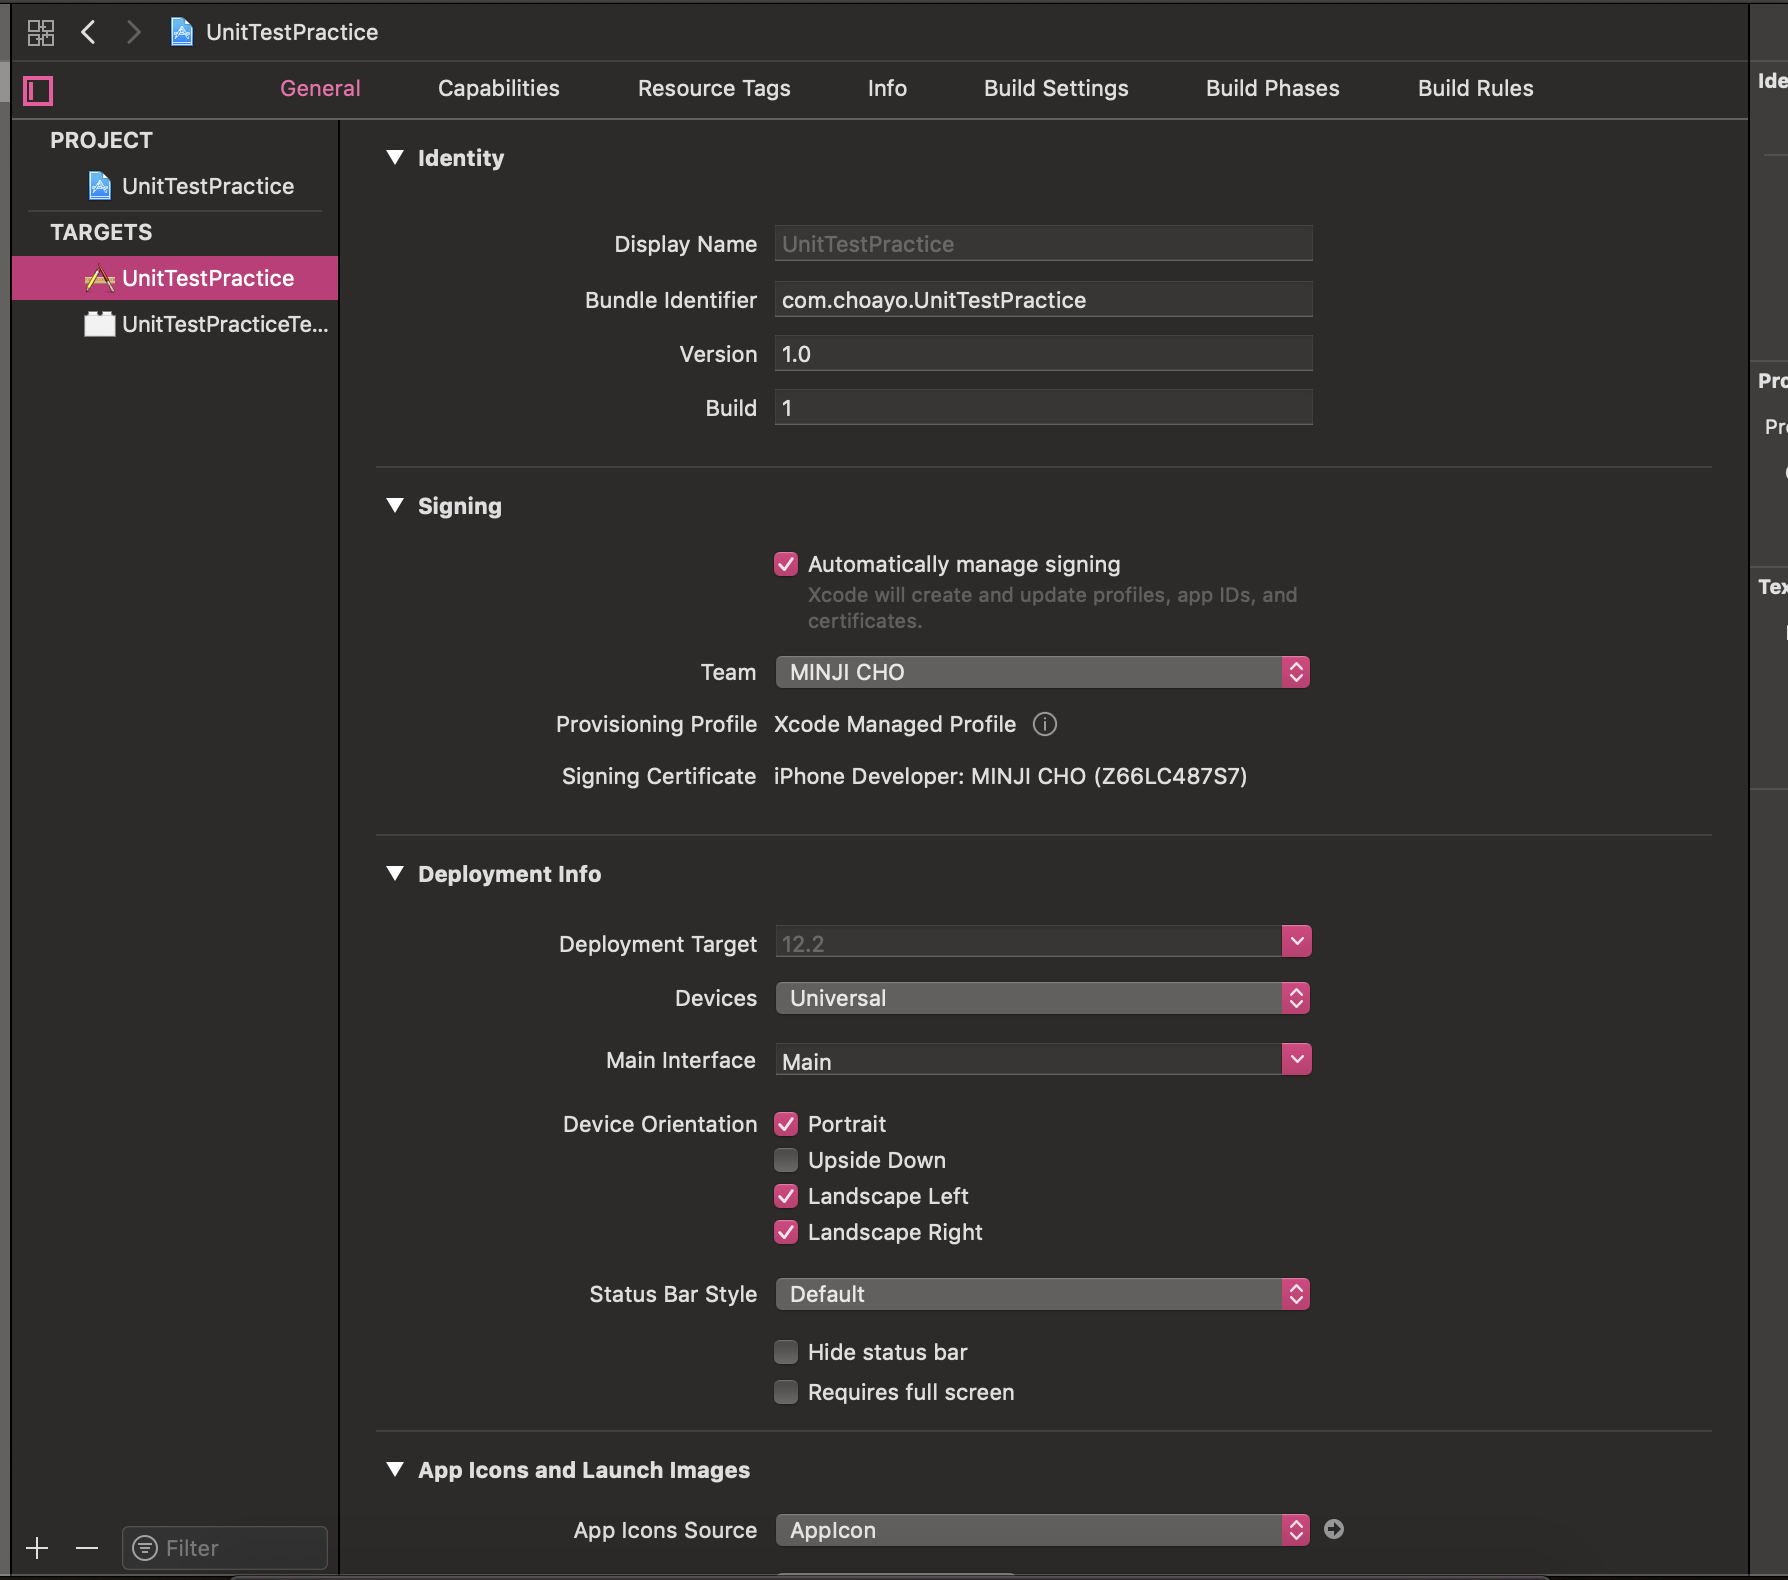 UnitTestPractice
General Capabilities Resource Tags Info Build Settings Build Phases Build Rules
PROJECT
UnitTestPractice
TARGETS
UnitTestPractice
UnitTestPracticeTe...
Identity
Display Name UnitTestPractice
Bundle Identifier com.choayo.UnitTestPractice
Version 1.0
Build 1
Signing
Automatically manage signing
Xcode will create and update profiles, app IDs, and
certificates.
Team MINJI CHO
Provisioning Profile Xcode Managed Profile
Signing Certificate iPhone Developer: MINJI CHO (Z66LC487S7)
Deployment Info
Deployment Target 12.2
Devices Universal
Main Interface Main
Device Orientation Portrait
Upside Down
Landscape Left
Landscape Right
Status Bar Style Default
Hide status bar
Requires full screen
App Icons and Launch Images
App Icons Source AppIcon
Filter
Ide
Pro
Pr
Tex